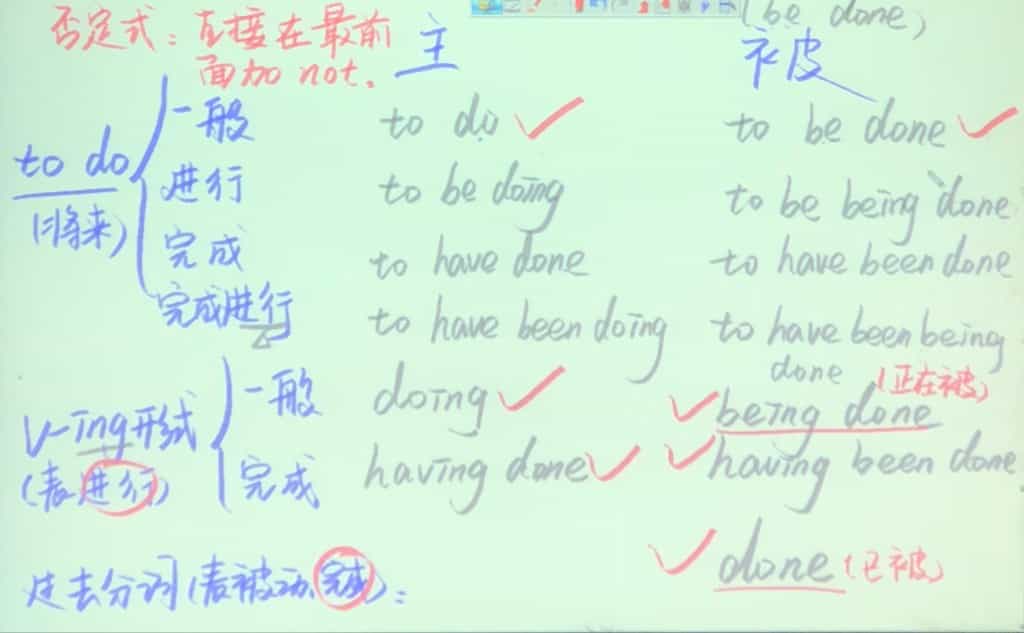 (be done)
否定式：直接在最前
面加 not.
主
被
to do
(将来)
一般 to do ✓ to be done ✓
进行 to be doing to be being done
完成 to have done to have been done
完成进行 to have been doing to have been being
done
V-ing形式
(表进行)
一般 doing ✓ ✓ being done (正在被)
完成 having done ✓ ✓ having been done
过去分词(表被动,完成)： ✓ done (已被)